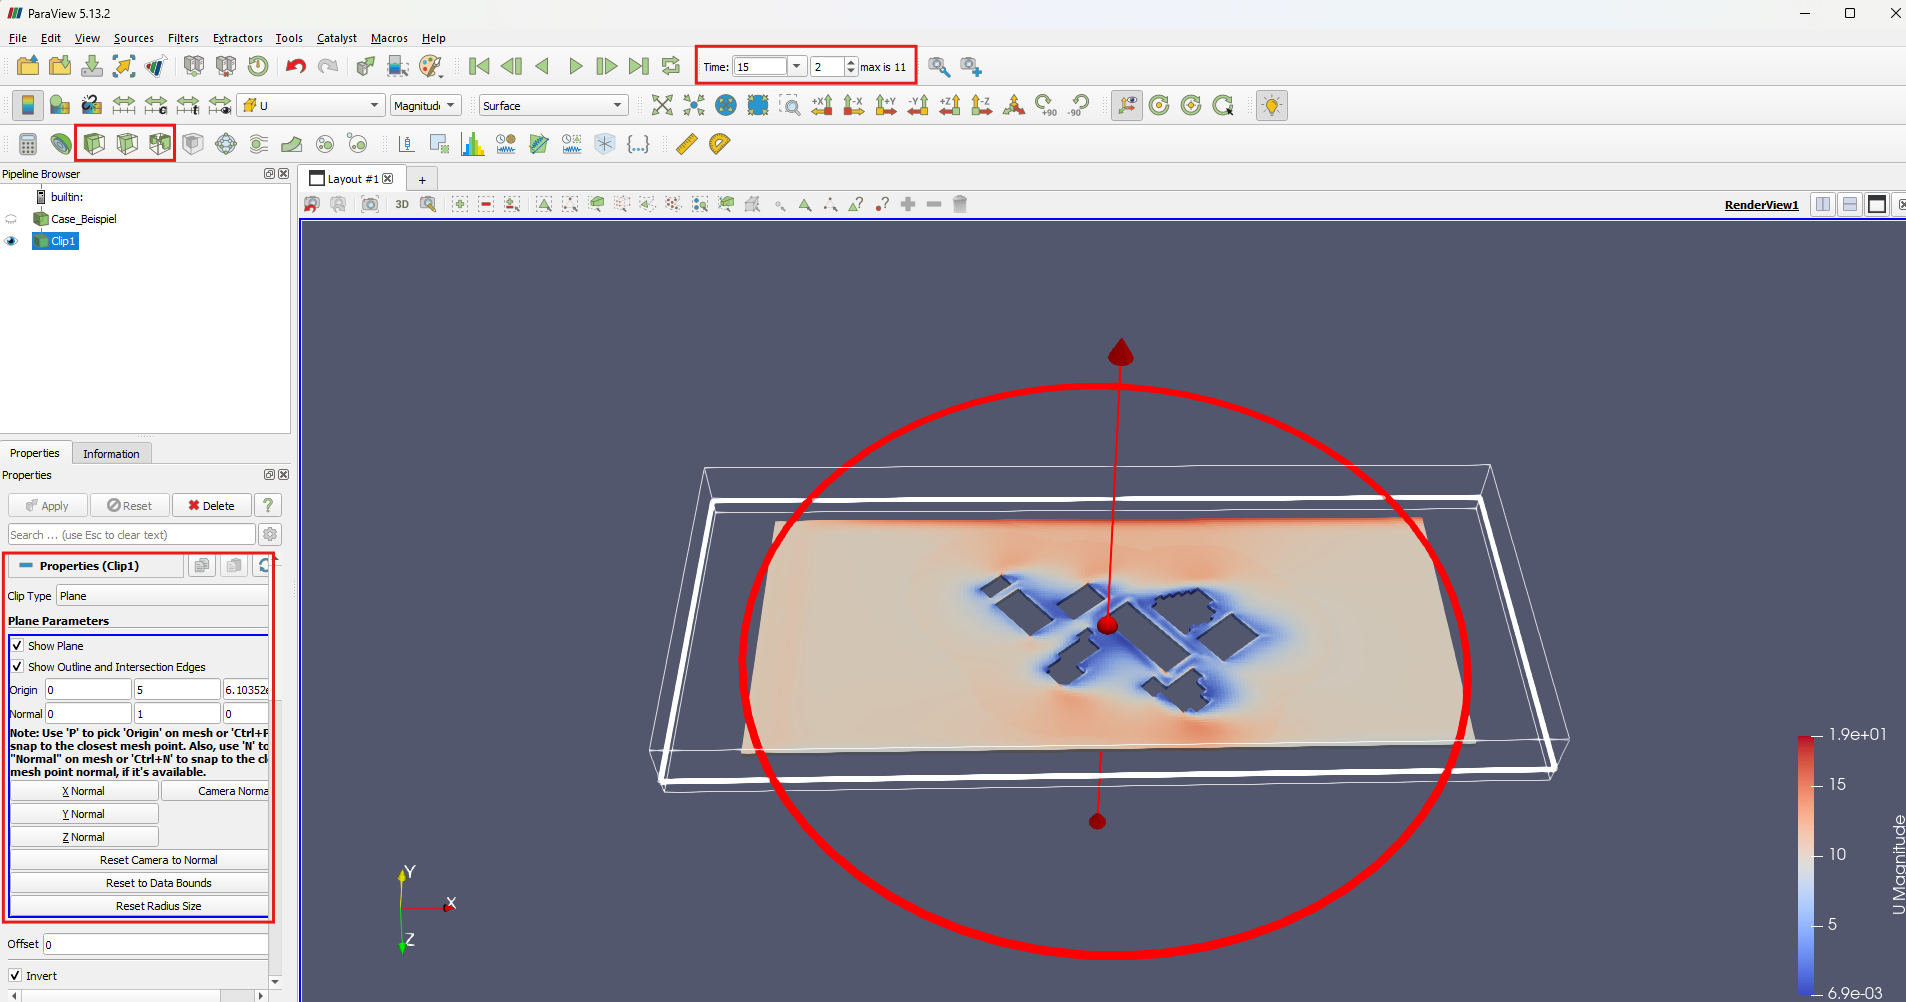 ParaView 5.13.2
File Edit View Sources Filters Extractors Tools Catalyst Macros Help
Time: 15 2 max is 11
U Magnitude Surface
+X -X +Y -Y +Z -Z +90 -90
Pipeline Browser
Layout #1 +
builtin:
3D
RenderView1
Case_Beispiel
Clip1
Properties Information
Properties
Apply Reset Delete ?
Search ... (use Esc to clear text)
Properties (Clip1)
Clip Type Plane
Plane Parameters
Show Plane
Show Outline and Intersection Edges
Origin 0 5 6.10352e
Normal 0 1 0
Note: Use 'P' to pick 'Origin' on mesh or 'Ctrl+P
snap to the closest mesh point. Also, use 'N' to
"Normal" on mesh or 'Ctrl+N' to snap to the cl
mesh point normal, if it's available.
X Normal Camera Norma
Y Normal
Z Normal
Reset Camera to Normal
Reset to Data Bounds
Reset Radius Size
Offset 0
Invert
Y
X
Z
1.9e+01
15
10
5
6.9e-03
U Magnitude